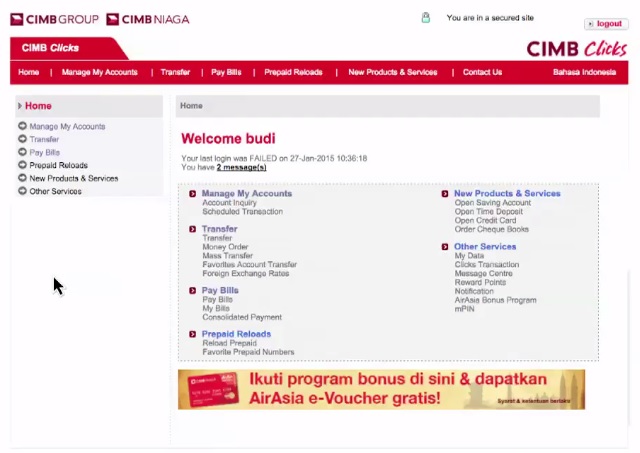 CIMBGROUP CIMBNIAGA
You are in a secured site
logout
CIMB Clicks
CIMB Clicks
Home | Manage My Accounts | Transfer | Pay Bills | Prepaid Reloads | New Products & Services | Contact Us
Bahasa Indonesia
Home
Manage My Accounts
Transfer
Pay Bills
Prepaid Reloads
New Products & Services
Other Services
Home
Welcome budi
Your last login was FAILED on 27-Jan-2015 10:36:18
You have 2 message(s)
Manage My Accounts
Account Inquiry
Scheduled Transaction
Transfer
Transfer
Money Order
Mass Transfer
Favorites Account Transfer
Foreign Exchange Rates
Pay Bills
Pay Bills
My Bills
Consolidated Payment
Prepaid Reloads
Reload Prepaid
Favorite Prepaid Numbers
New Products & Services
Open Saving Account
Open Time Deposit
Open Credit Card
Order Cheque Books
Other Services
My Data
Clicks Transaction
Message Centre
Reward Points
Notification
AirAsia Bonus Program
mPIN
Ikuti program bonus di sini & dapatkan
AirAsia e-Voucher gratis!
Syarat & ketentuan berlaku